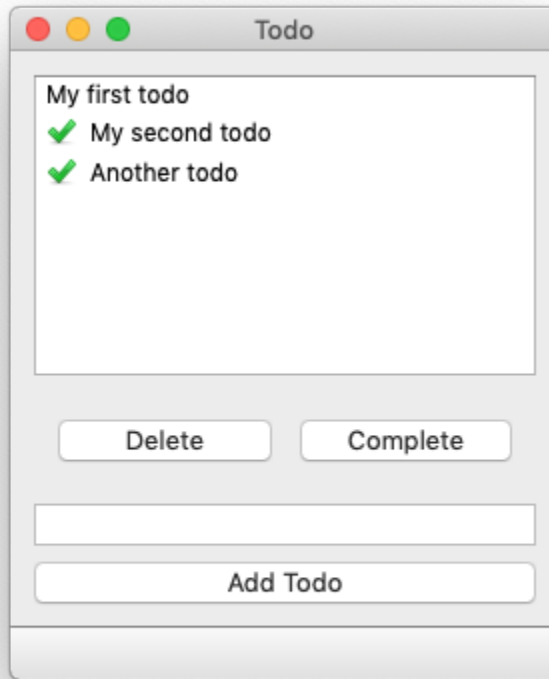 Todo
My first todo
My second todo
Another todo
Delete
Complete
Add Todo